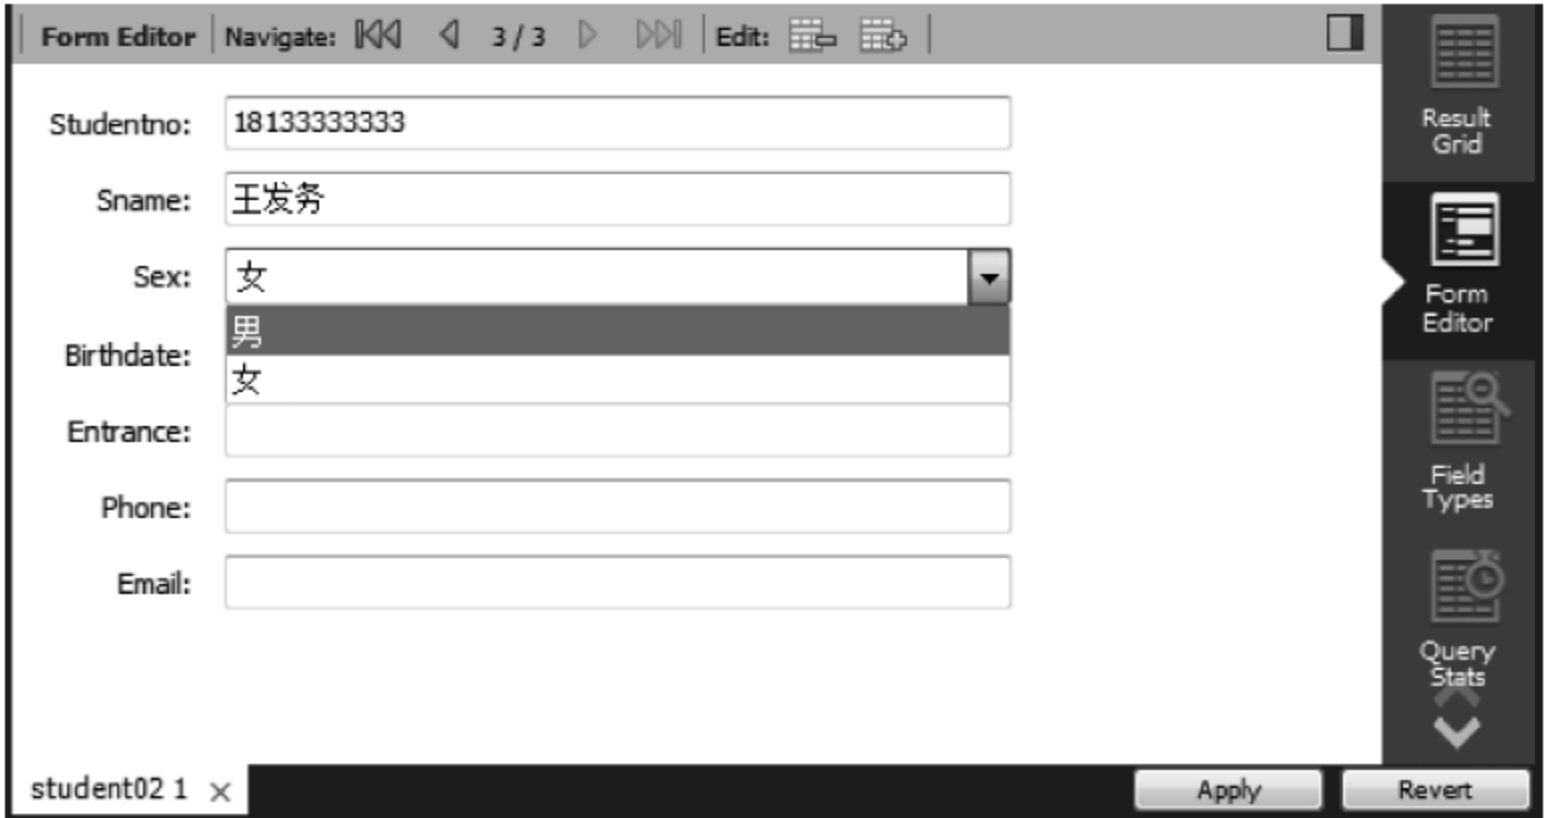 Form Editor Navigate: 3 / 3 Edit:
Studentno: 18133333333
Sname: 王发务
Sex: 女
男
Birthdate:
女
Entrance:
Phone:
Email:
Result
Grid
Form
Editor
Field
Types
Query
Stats
student02 1 ×
Apply
Revert